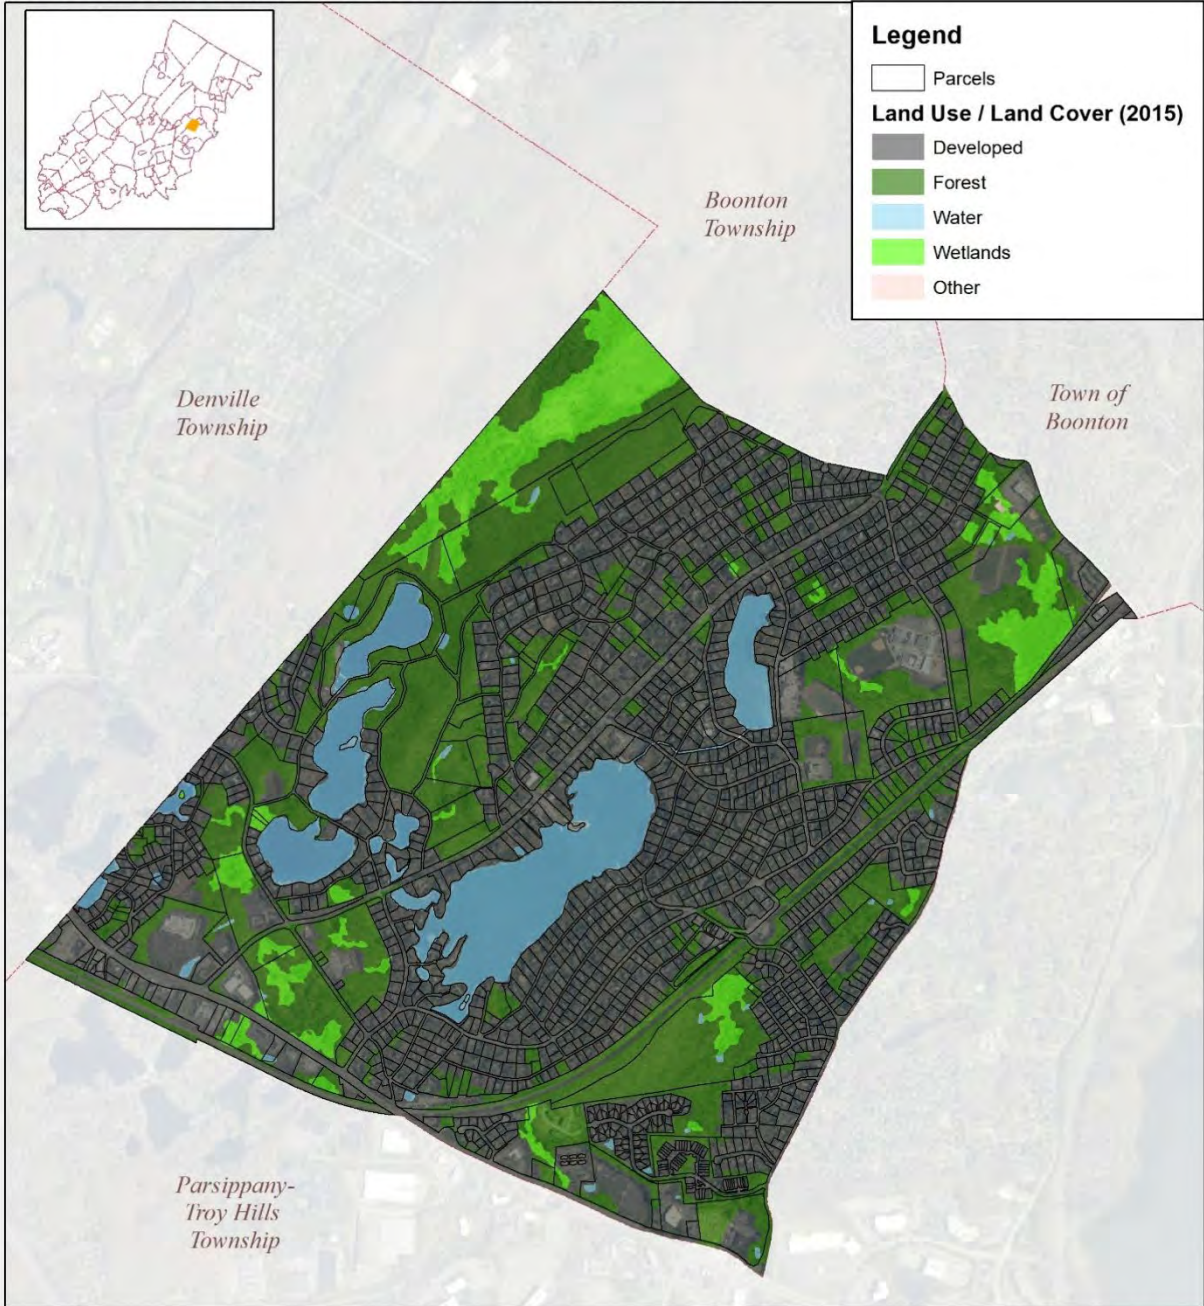 Legend
Parcels
Land Use / Land Cover (2015)
Developed
Forest
Water
Wetlands
Other
Boonton
Township
Denville
Township
Town of
Boonton
Parsippany-
Troy Hills
Township